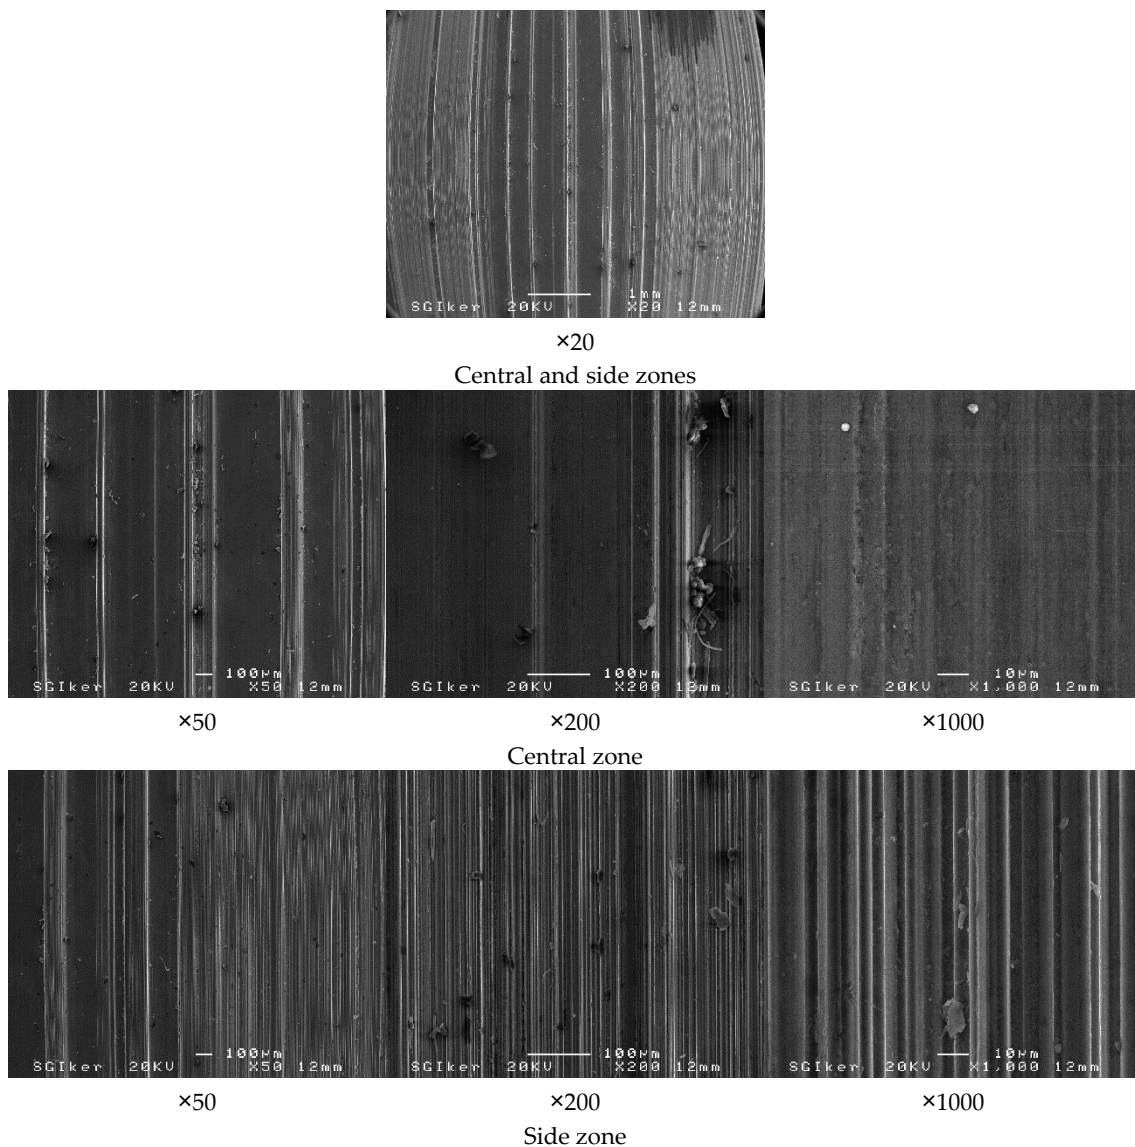 1mm
SGIker 20KV X20 12mm
×20
Central and side zones
100µm 100µm 10µm
SGIker 20KV X50 12mm SGIker 20KV X200 12mm SGIker 20KV X1,000 12mm
×50 ×200 ×1000
Central zone
100µm 100µm 10µm
SGIker 20KV X50 12mm SGIker 20KV X200 12mm SGIker 20KV X1,000 12mm
×50 ×200 ×1000
Side zone